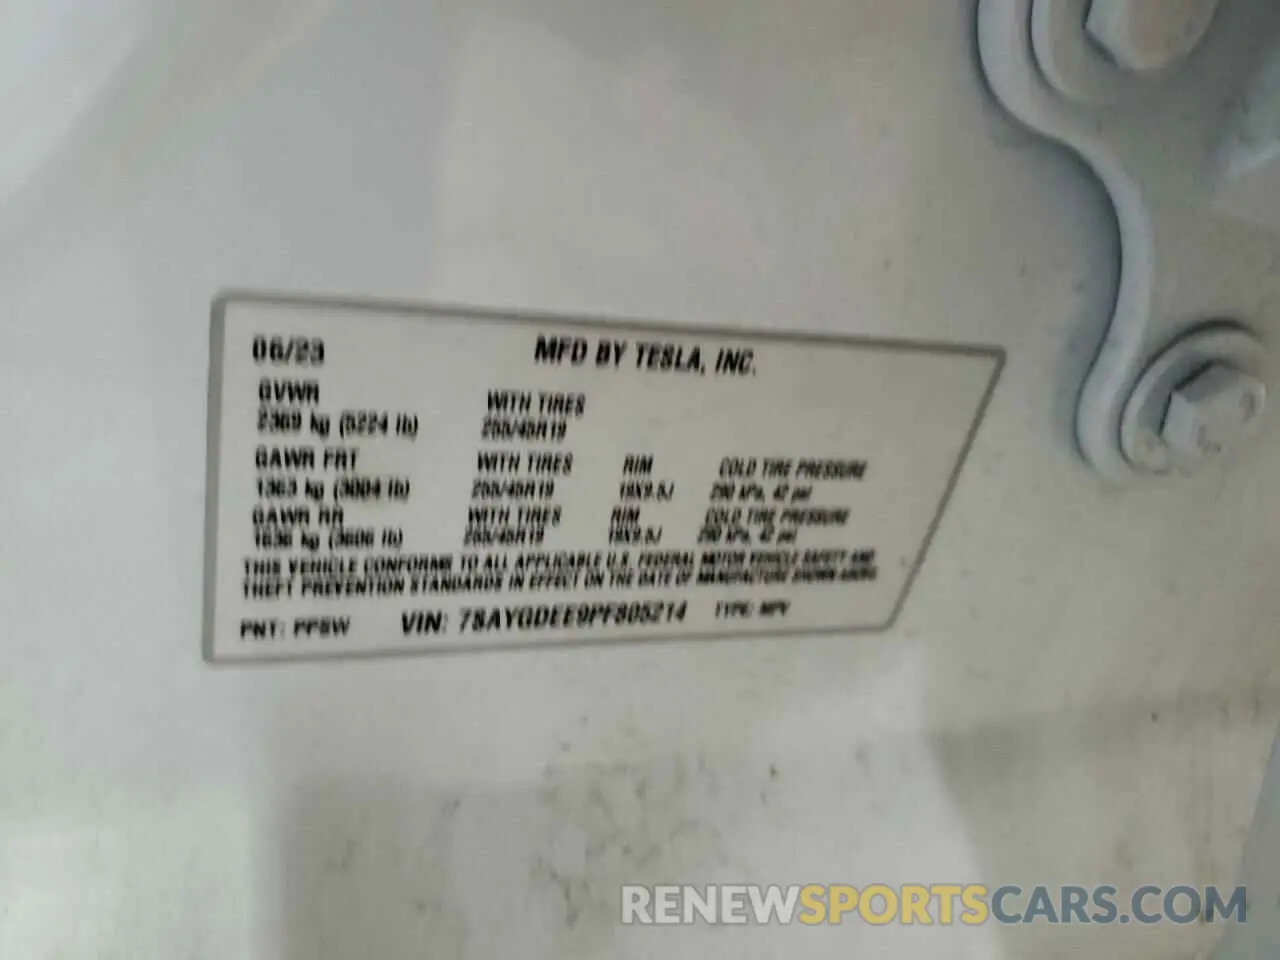 06/23 MFD BY TESLA, INC.
GVWR WITH TIRES
2369 kg (5224 lb) 255/45R19
GAWR FRT WITH TIRES RIM COLD TIRE PRESSURE
1363 kg (3004 lb) 255/45R19 19X9.5J 290 kPa, 42 psi
GAWR RR WITH TIRES RIM COLD TIRE PRESSURE
1636 kg (3606 lb) 255/45R19 19X9.5J 290 kPa, 42 psi
THIS VEHICLE CONFORMS TO ALL APPLICABLE U.S. FEDERAL MOTOR VEHICLE SAFETY AND
THEFT PREVENTION STANDARDS IN EFFECT ON THE DATE OF MANUFACTURE SHOWN ABOVE
PNT: PPSW VIN: 7SAYGDEE9PF805214 TYPE: MPV
RENEWSPORTSCARS.COM